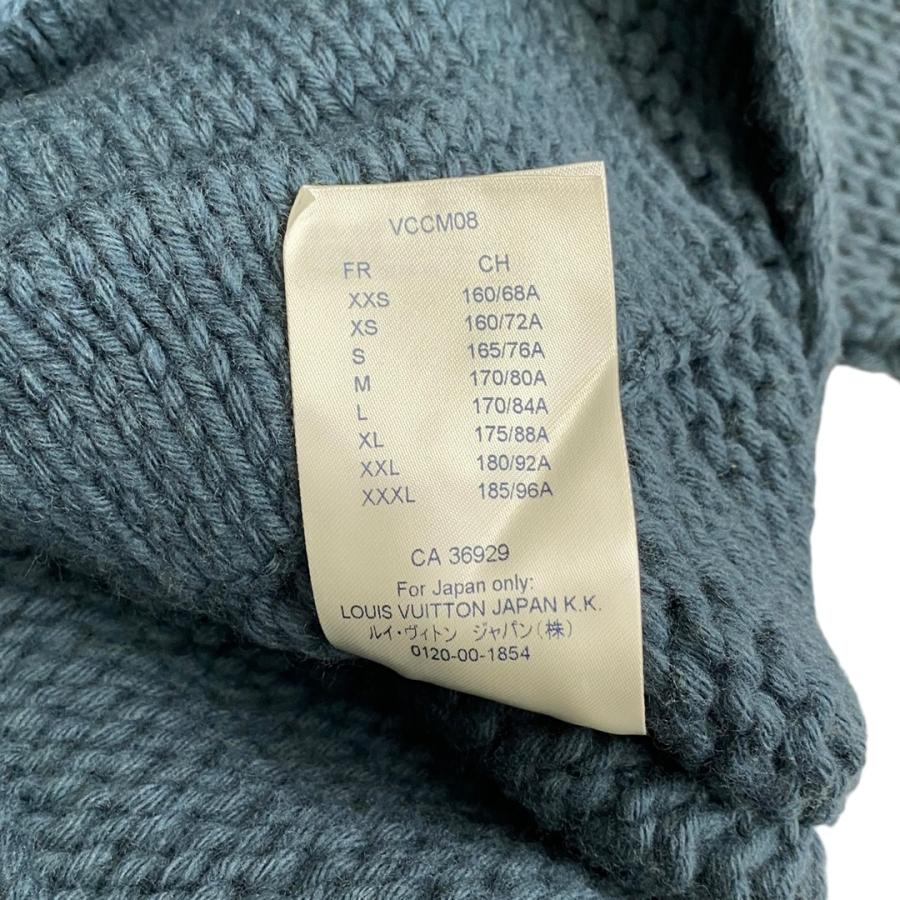 VCCM08
FR CH
XXS 160/68A
XS 160/72A
S 165/76A
M 170/80A
L 170/84A
XL 175/88A
XXL 180/92A
XXXL 185/96A
CA 36929
For Japan only:
LOUIS VUITTON JAPAN K.K.
ルイ・ヴィトン ジャパン(株)
0120-00-1854